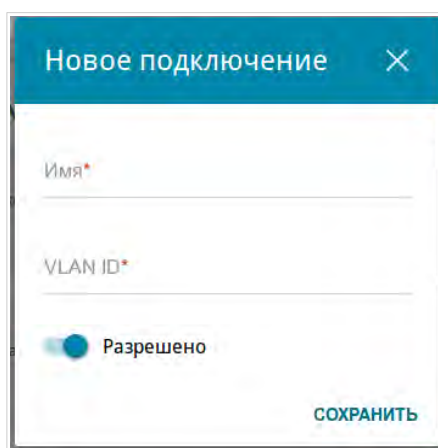 Новое подключение
Имя*
VLAN ID*
Разрешено
СОХРАНИТЬ